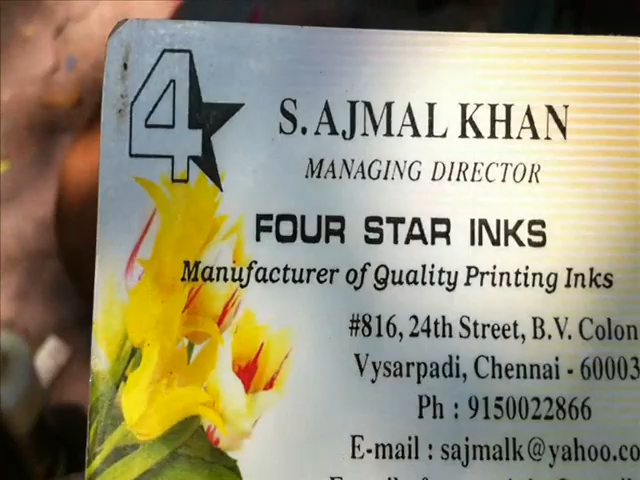 4
S. AJMAL KHAN
MANAGING DIRECTOR
FOUR STAR INKS
Manufacturer of Quality Printing Inks
#816, 24th Street, B.V. Colon
Vysarpadi, Chennai - 60003
Ph : 9150022866
E-mail : sajmalk@yahoo.co